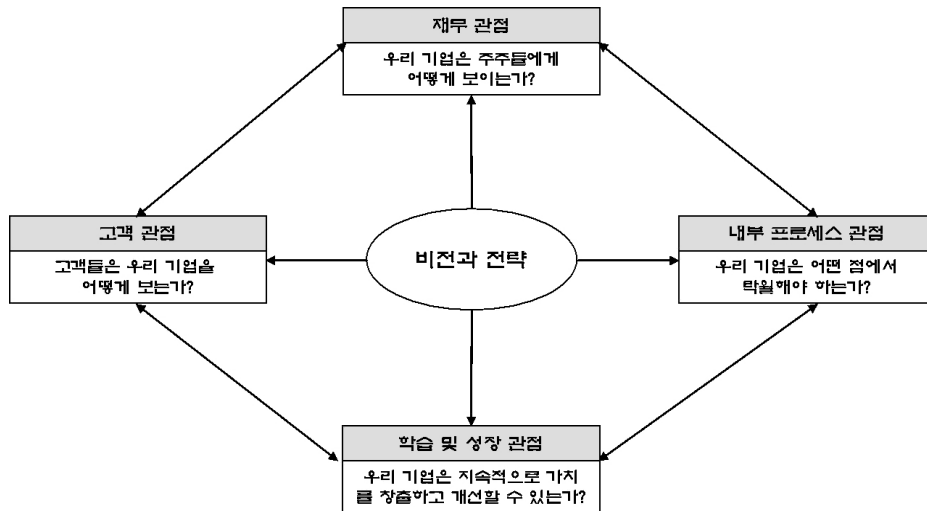 재무 관점
우리 기업은 주주들에게
어떻게 보이는가?
고객 관점
고객들은 우리 기업을
어떻게 보는가?
비전과 전략
내부 프로세스 관점
우리 기업은 어떤 점에서
탁월해야 하는가?
학습 및 성장 관점
우리 기업은 지속적으로 가치
를 창출하고 개선할 수 있는가?